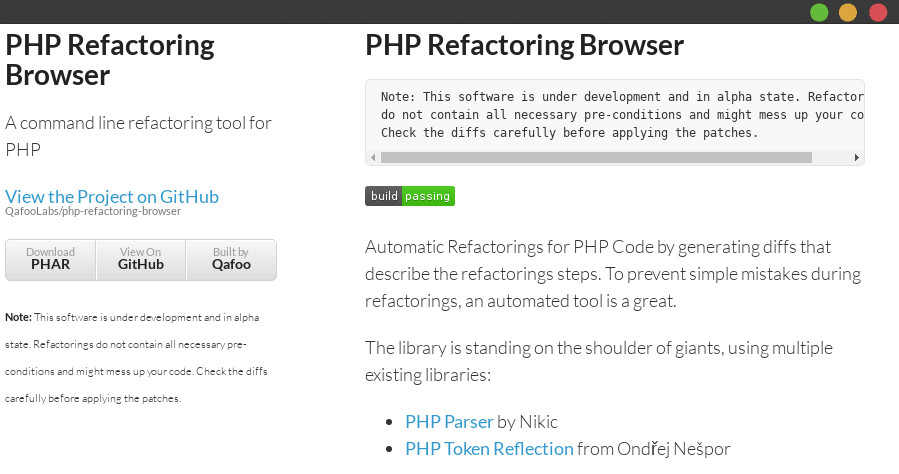 PHP Refactoring
Browser
A command line refactoring tool for
PHP
View the Project on GitHub
QafooLabs/php-refactoring-browser
Download
PHAR
View On
GitHub
Built by
Qafoo
Note: This software is under development and in alpha
state. Refactorings do not contain all necessary pre-
conditions and might mess up your code. Check the diffs
carefully before applying the patches.
PHP Refactoring Browser
Note: This software is under development and in alpha state. Refactor
do not contain all necessary pre-conditions and might mess up your co
Check the diffs carefully before applying the patches.
build passing
Automatic Refactorings for PHP Code by generating diffs that
describe the refactorings steps. To prevent simple mistakes during
refactorings, an automated tool is a great.
The library is standing on the shoulder of giants, using multiple
existing libraries:
PHP Parser by Nikic
PHP Token Reflection from Ondřej Nešpor